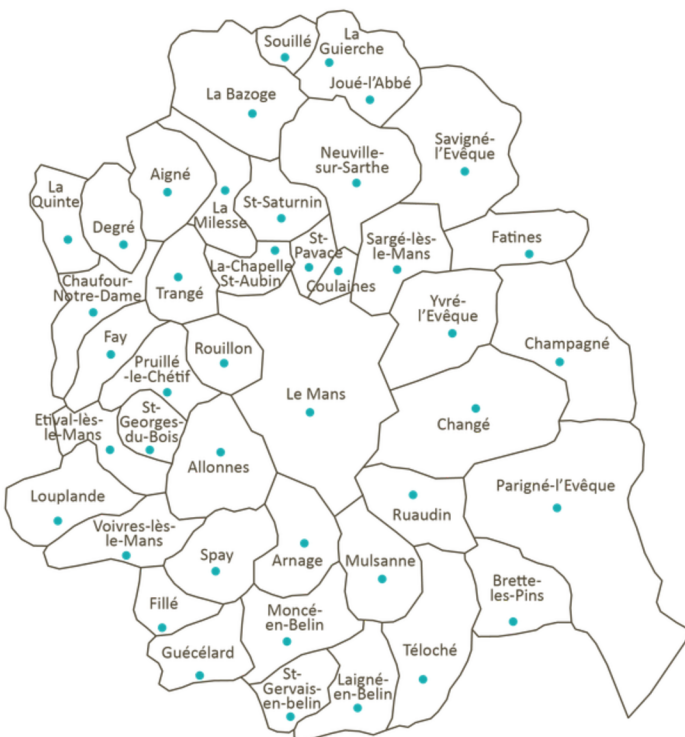 Souillé
La
Guierche
Joué-l'Abbé
La Bazoge
Savigné-
l'Evêque
Neuville-
sur-Sarthe
Aigné
La
Quinte
St-Saturnin
La
Milesse
Degré
St-
Pavace
Sargé-lès-
le-Mans
Fatines
La-Chapelle
St-Aubin
Coulaines
Chaufour-
Notre-Dame
Trangé
Yvré-
l'Evêque
Champagné
Fay
Rouillon
Pruillé
-le-Chétif
Le Mans
Changé
Etival-lès-
le-Mans
St-
Georges-
du-Bois
Allonnes
Parigné-l'Evêque
Louplande
Ruaudin
Voivres-lès-
le-Mans
Spay
Arnage
Mulsanne
Brette-
les-Pins
Fillé
Moncé-
en-Belin
Guécélard
Téloché
St-
Gervais-
en-belin
Laigné-
en-Belin